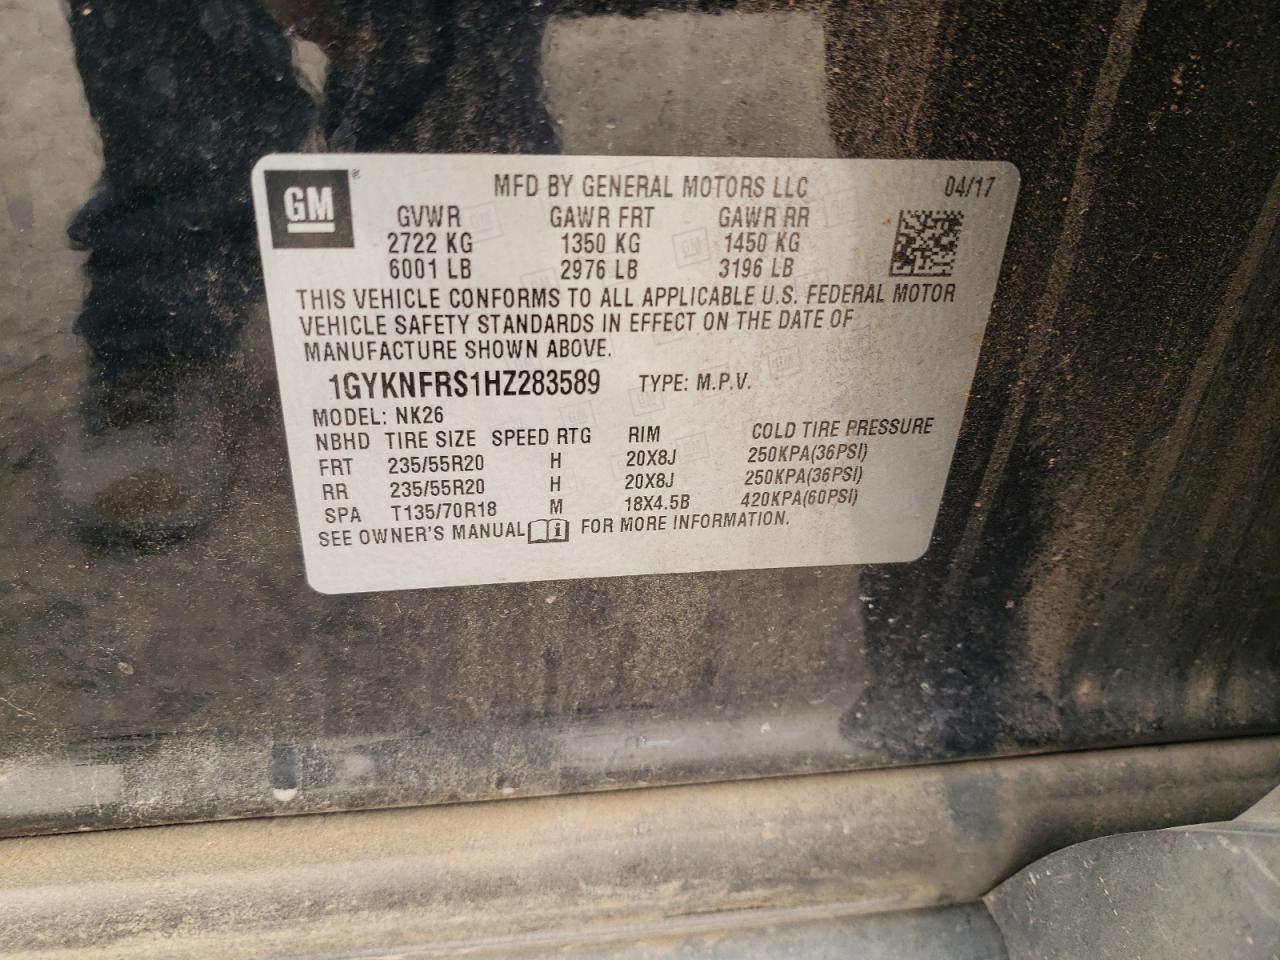 GM® MFD BY GENERAL MOTORS LLC 04/17
GVWR GAWR FRT GAWR RR
2722 KG 1350 KG 1450 KG
6001 LB 2976 LB 3196 LB
THIS VEHICLE CONFORMS TO ALL APPLICABLE U.S. FEDERAL MOTOR
VEHICLE SAFETY STANDARDS IN EFFECT ON THE DATE OF
MANUFACTURE SHOWN ABOVE.
1GYKNFRS1HZ283589 TYPE: M.P.V.
MODEL: NK26
NBHD TIRE SIZE SPEED RTG RIM COLD TIRE PRESSURE
FRT 235/55R20 H 20X8J 250KPA(36PSI)
RR 235/55R20 H 20X8J 250KPA(36PSI)
SPA T135/70R18 M 18X4.5B 420KPA(60PSI)
SEE OWNER'S MANUAL i FOR MORE INFORMATION.